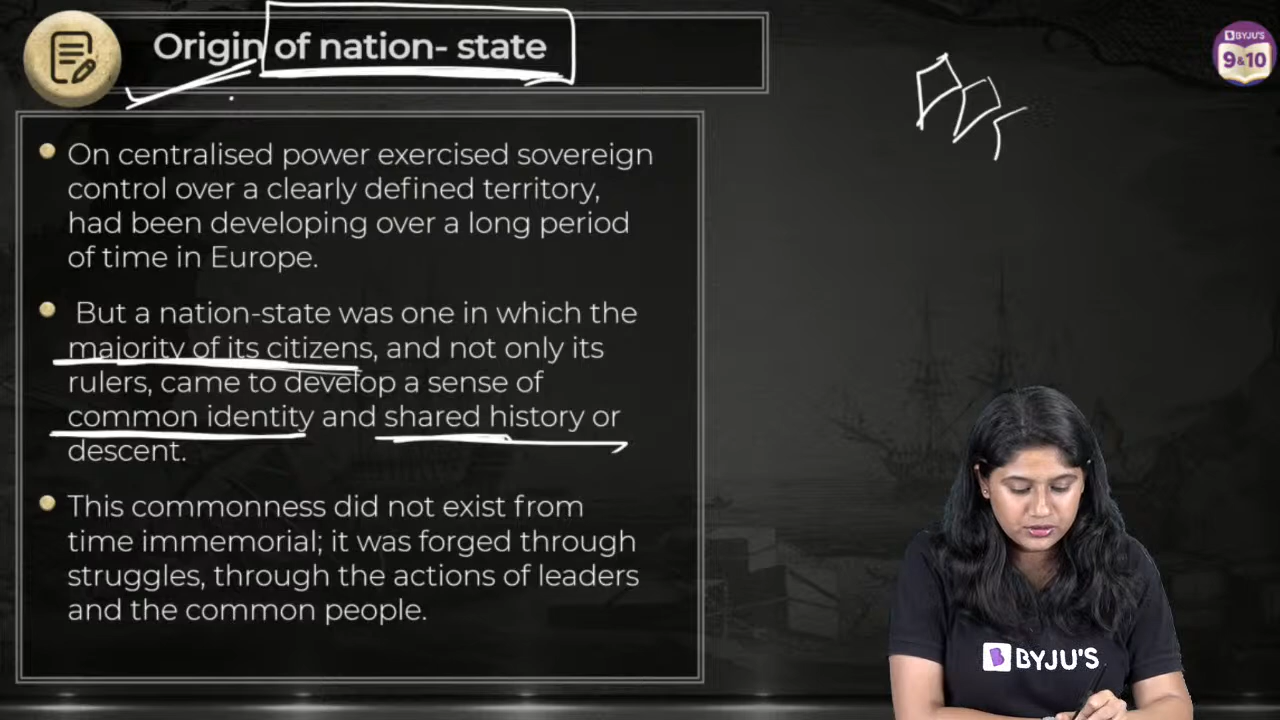 Origin of nation- state
BYJU'S
9&10
On centralised power exercised sovereign
control over a clearly defined territory,
had been developing over a long period
of time in Europe.
But a nation-state was one in which the
majority of its citizens, and not only its
rulers, came to develop a sense of
common identity and shared history or
descent.
This commonness did not exist from
time immemorial; it was forged through
struggles, through the actions of leaders
and the common people.
BYJU'S